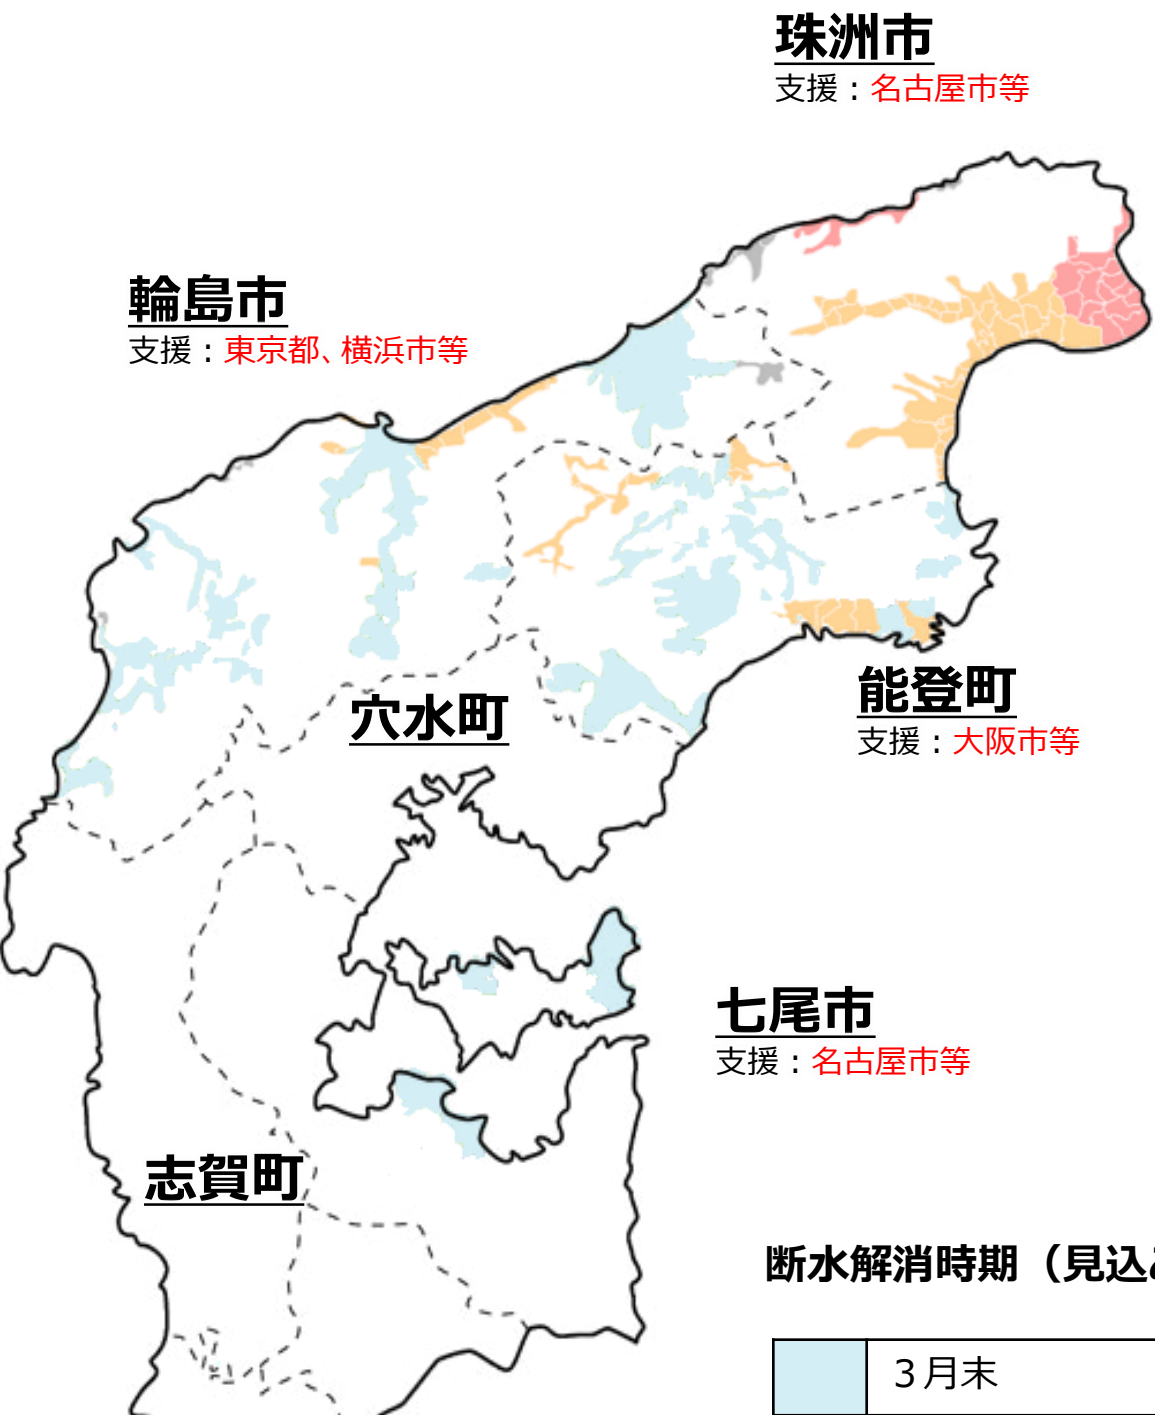 珠洲市
支援：名古屋市等
輪島市
支援：東京都、横浜市等
穴水町
能登町
支援：大阪市等
七尾市
支援：名古屋市等
志賀町
断水解消時期（見込
３月末